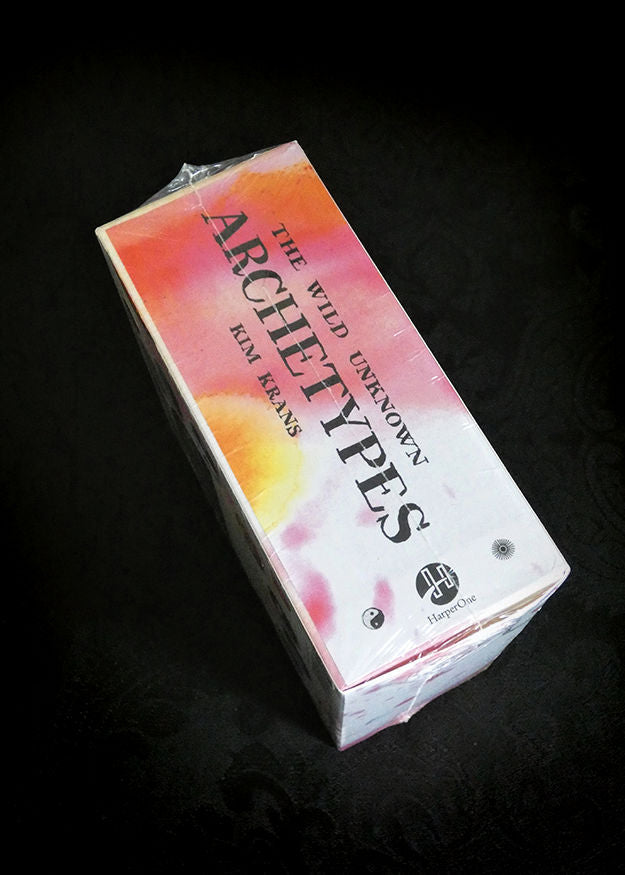 THE WILD UNKNOWN
ARCHETYPES
KIM KRANS
HarperOne